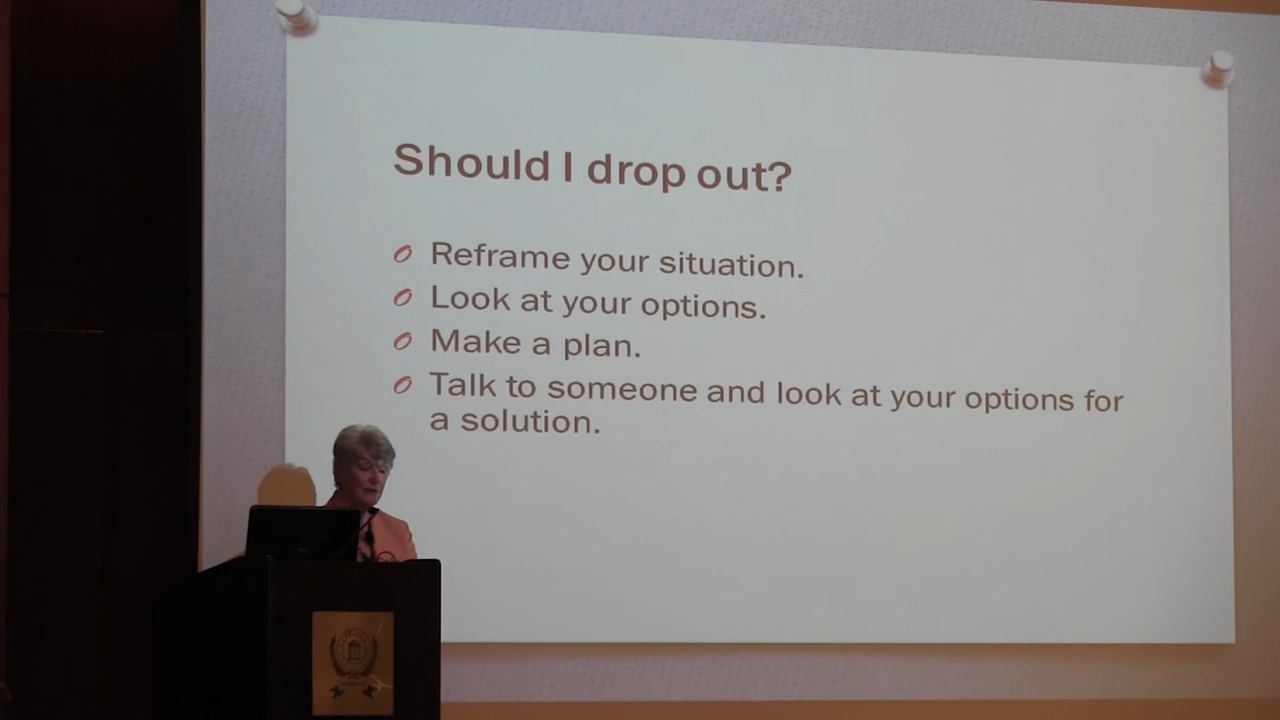 Should I drop out?
Reframe your situation.
Look at your options.
Make a plan.
Talk to someone and look at your options for
a solution.